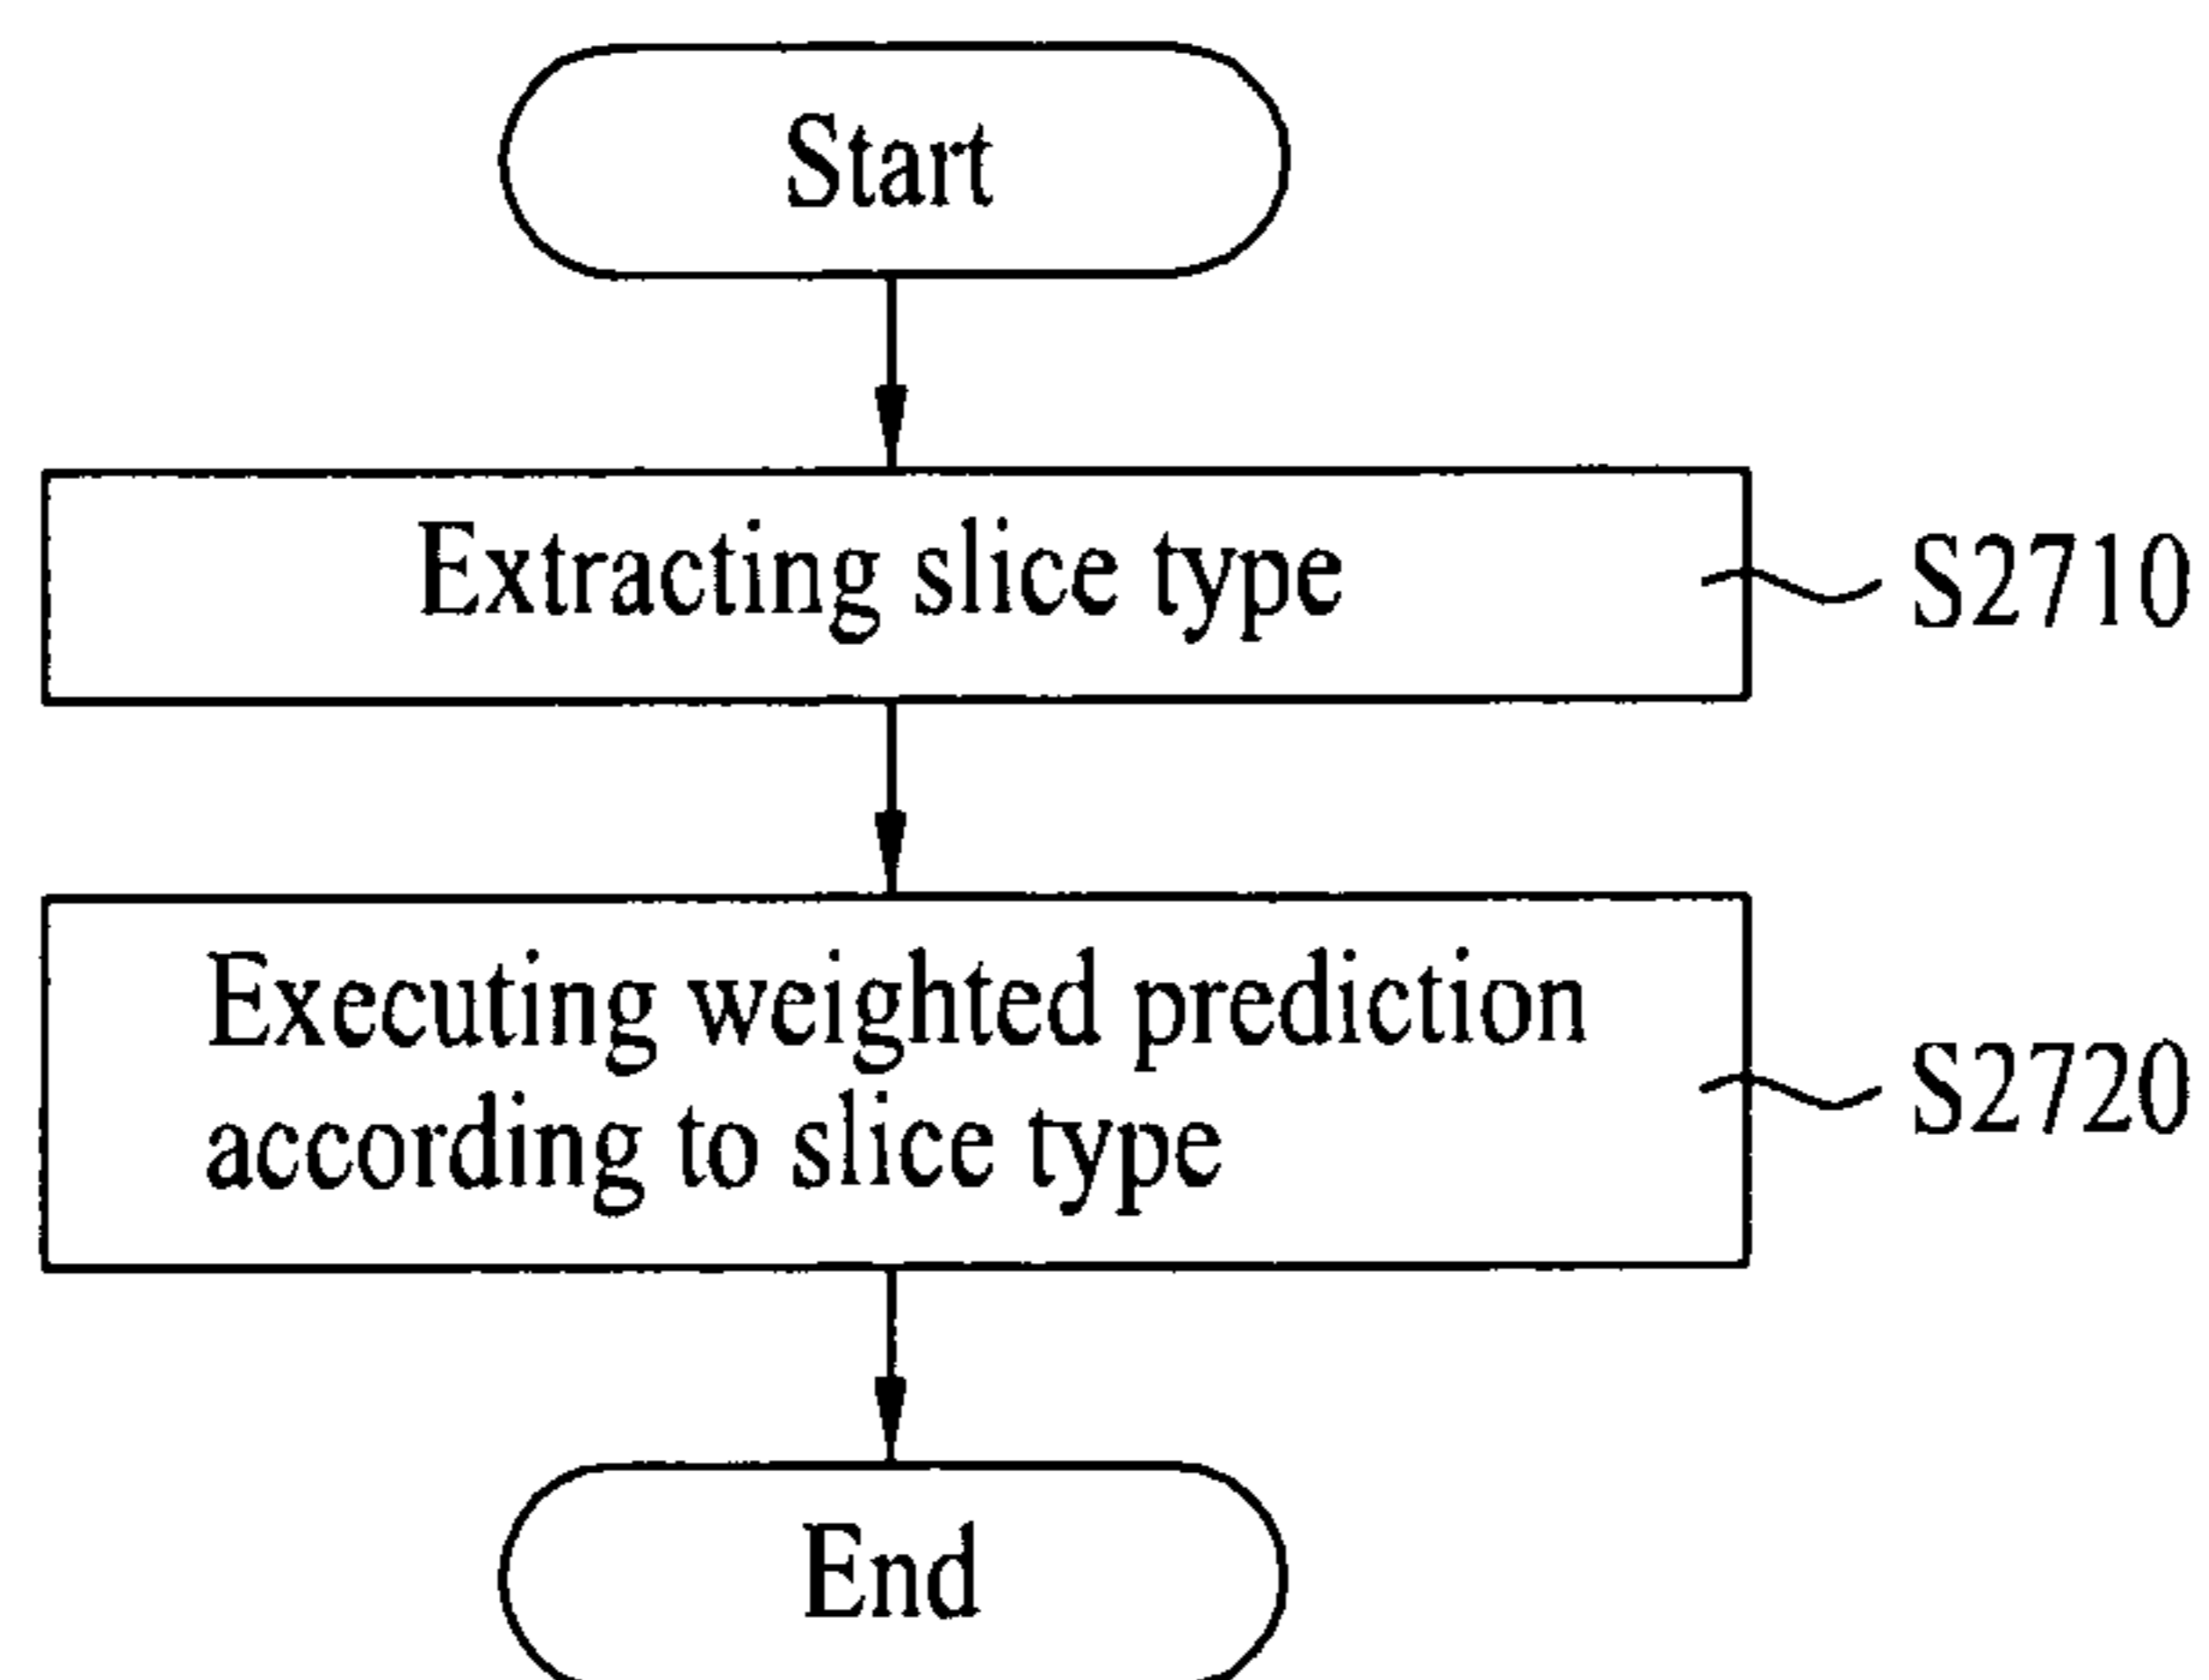 Start
Extracting slice type
S2710
Executing weighted prediction
according to slice type
S2720
End